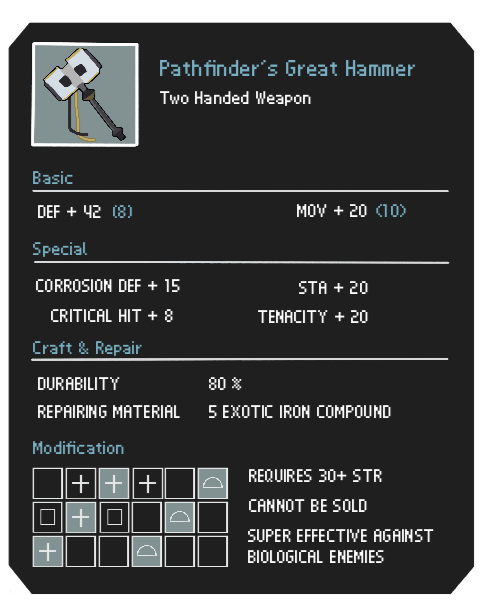 Pathfinder's Great Hammer
Two Handed Weapon
Basic
DEF + 42 (8) MOV + 20 (10)
Special
CORROSION DEF + 15 STA + 20
CRITICAL HIT + 8 TENACITY + 20
Craft & Repair
DURABILITY 80 %
REPAIRING MATERIAL 5 EXOTIC IRON COMPOUND
Modification
REQUIRES 30+ STR
CANNOT BE SOLD
SUPER EFFECTIVE AGAINST
BIOLOGICAL ENEMIES